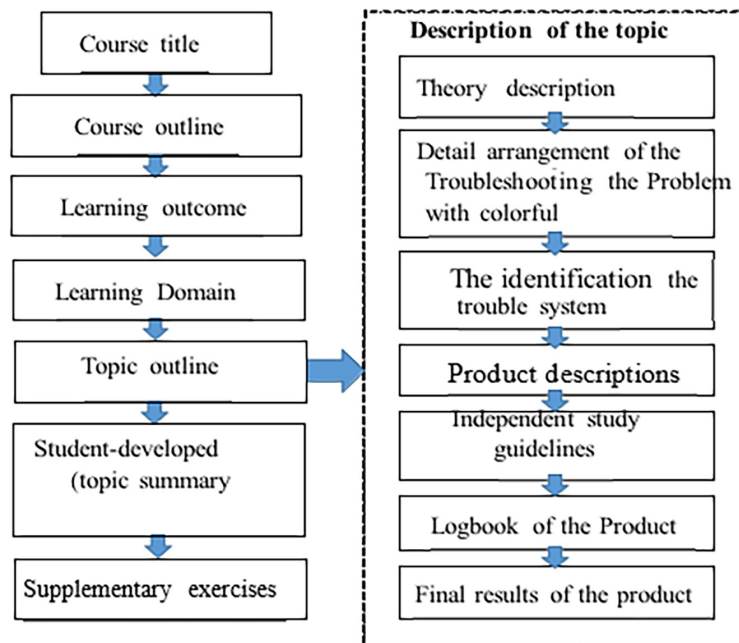 Course title
Course outline
Learning outcome
Learning Domain
Topic outline
Student-developed
(topic summary
Supplementary exercises
Description of the topic
Theory description
Detail arrangement of the
Troubleshooting the Problem
with colorful
The identification the
trouble system
Product descriptions
Independent study
guidelines
Logbook of the Product
Final results of the product